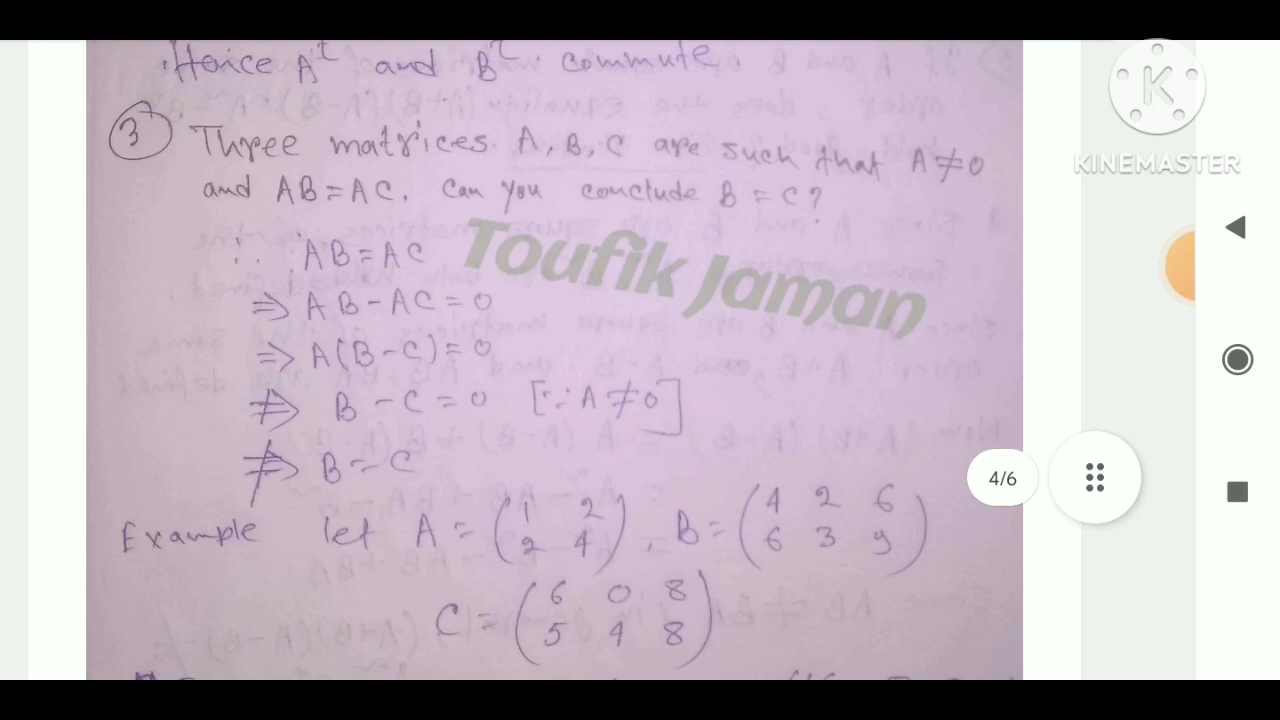 Hence Aᵗ and Bᵗ commute.
③ Three matrices A, B, C are such that A ≠ 0
and AB = AC. Can you conclude B = C?
∵ AB = AC
⇒ AB - AC = 0
⇒ A(B - C) = 0
⇏ B - C = 0 [∵ A ≠ 0]
⇏ B = C
Example let A = (1 2 / 2 4), B = (4 2 6 / 6 3 9)
C = (6 0 8 / 5 4 8)
Toufik Jaman
K
KINEMASTER
4/6